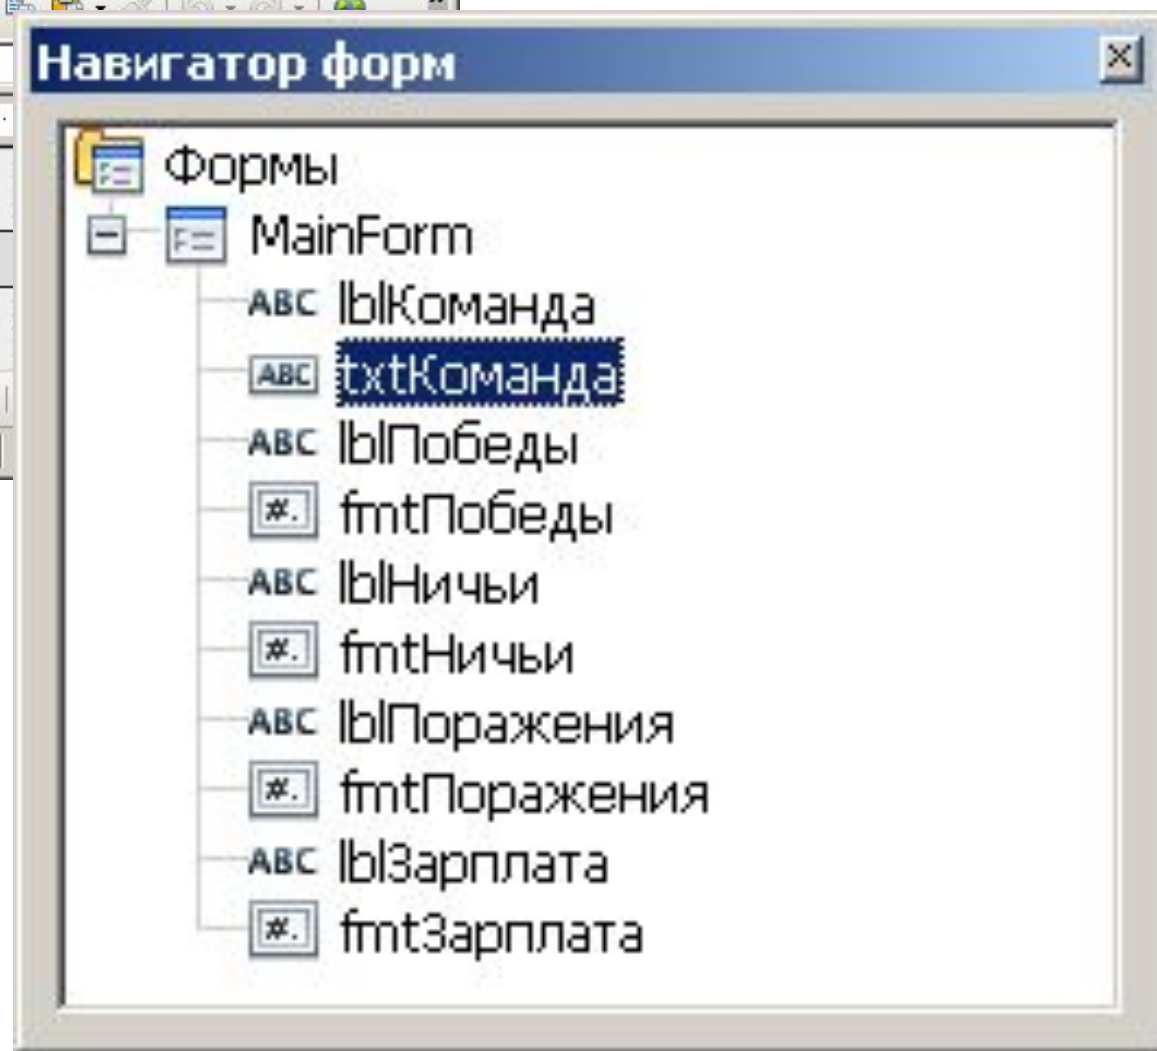 Навигатор форм
Формы
MainForm
ABC lblКоманда
ABC txtКоманда
ABC lblПобеды
#. fmtПобеды
ABC lblНичьи
#. fmtНичьи
ABC lblПоражения
#. fmtПоражения
ABC lblЗарплата
#. fmtЗарплата